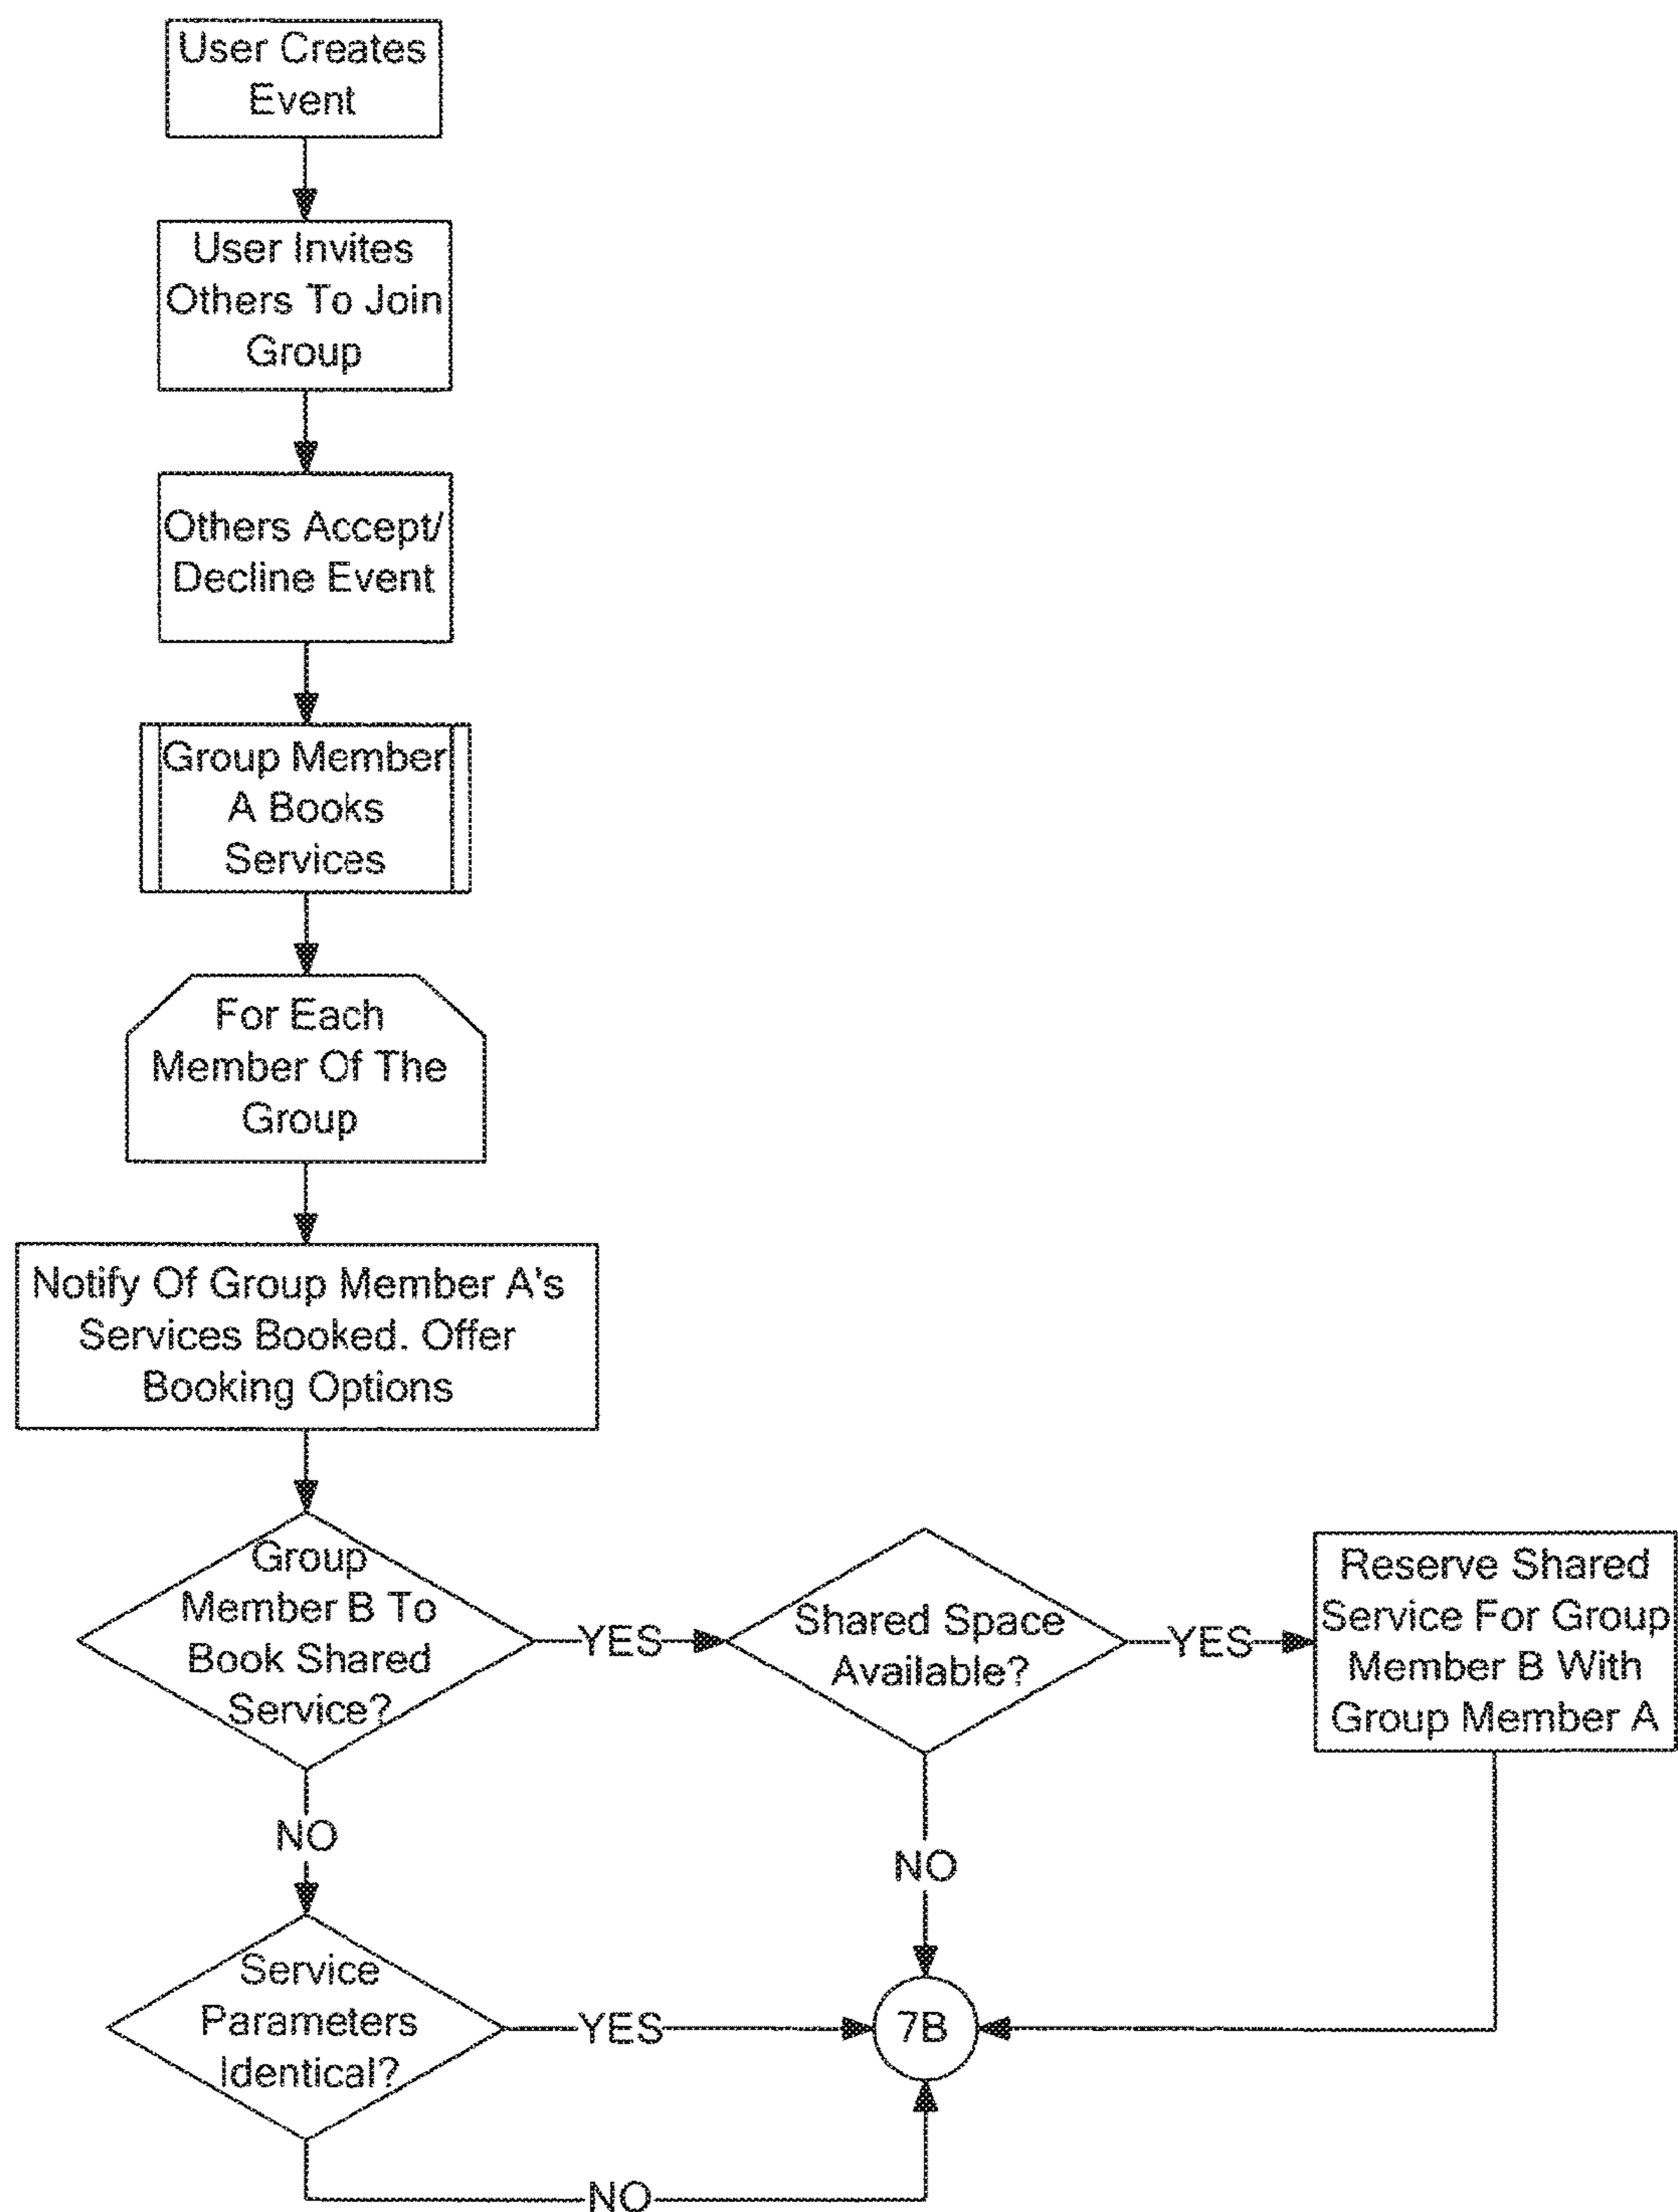 User Creates
Event
User Invites
Others To Join
Group
Others Accept/
Decline Event
Group Member
A Books
Services
For Each
Member Of The
Group
Notify Of Group Member A's
Services Booked. Offer
Booking Options
Group
Member B To
Book Shared
Service?
YES
Shared Space
Available?
YES
Reserve Shared
Service For Group
Member B With
Group Member A
NO
NO
Service
Parameters
Identical?
YES
7B
NO